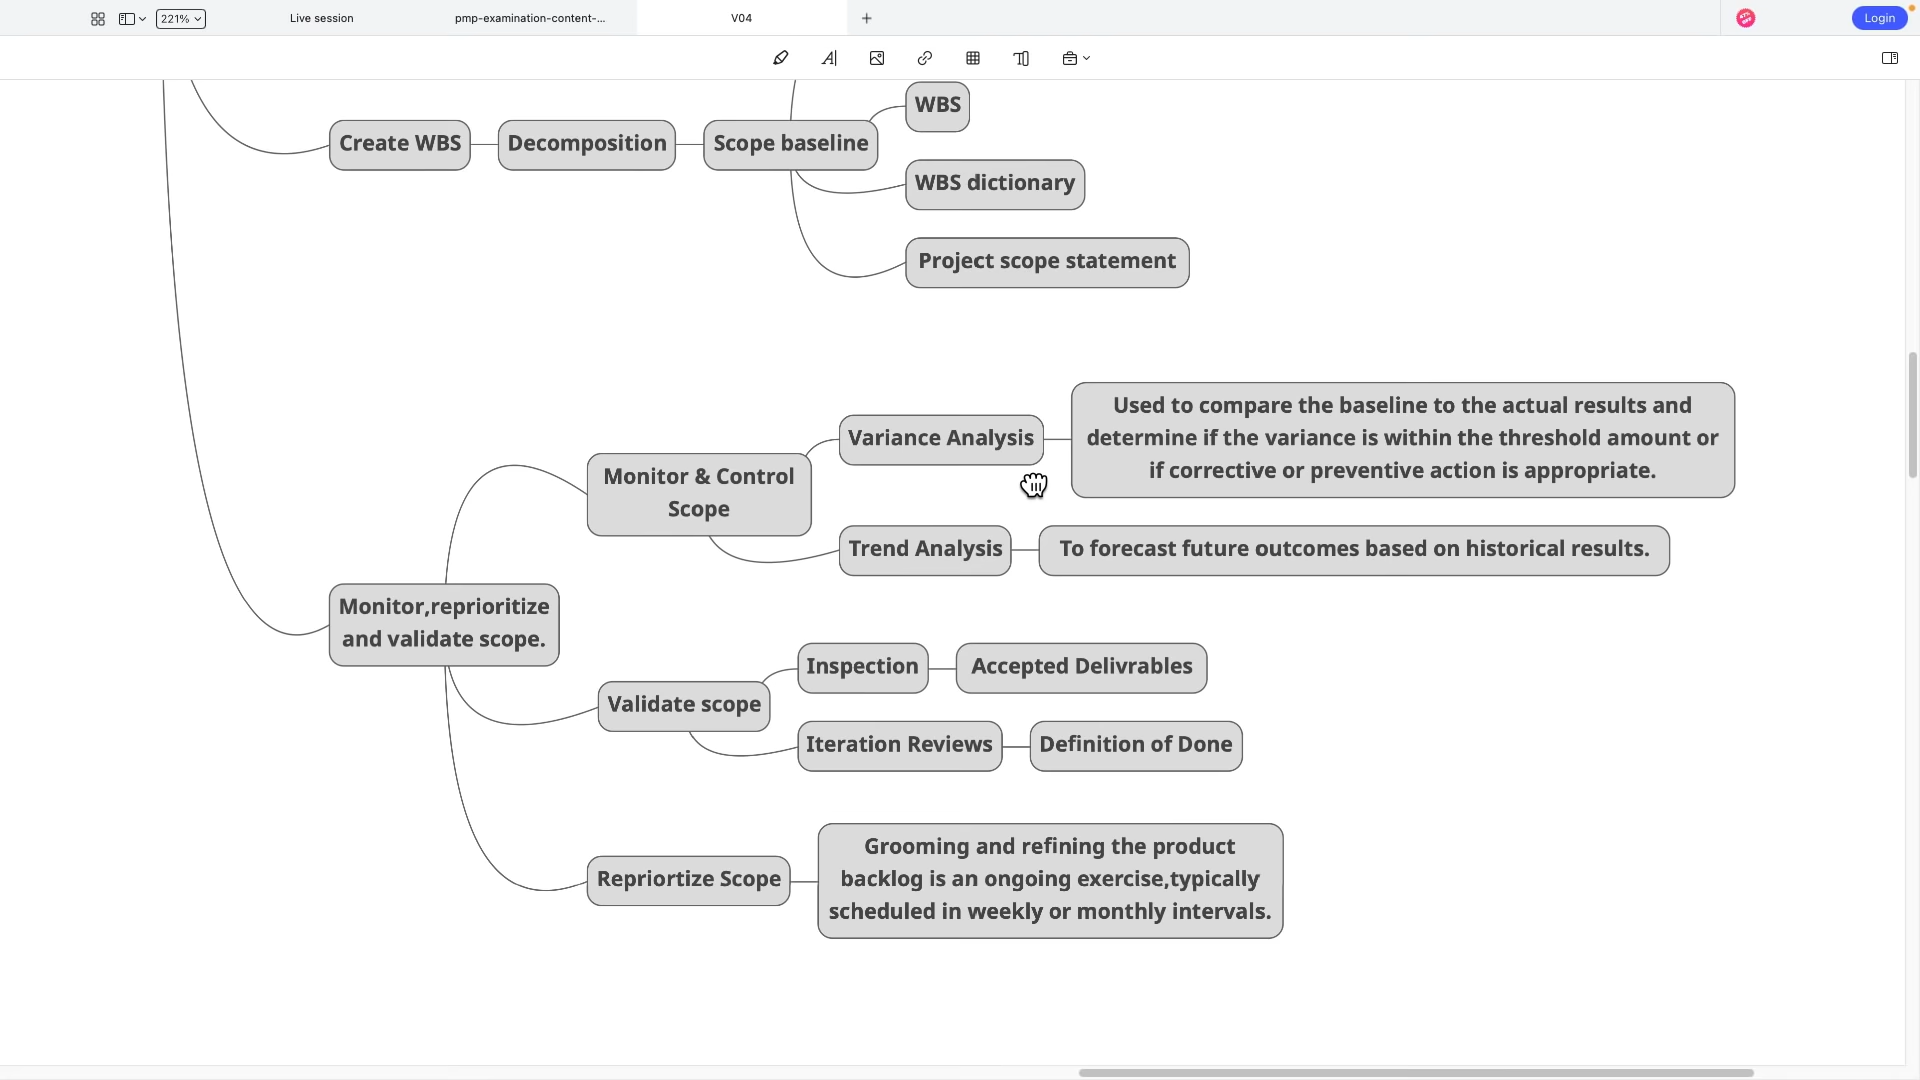 221%
Live session
pmp-examination-content-...
V04
Login
WBS
Create WBS
Decomposition
Scope baseline
WBS dictionary
Project scope statement
Used to compare the baseline to the actual results and
Variance Analysis
determine if the variance is within the threshold amount or
if corrective or preventive action is appropriate.
Monitor & Control
Scope
Trend Analysis
To forecast future outcomes based on historical results.
Monitor,reprioritize
and validate scope.
Inspection
Accepted Delivrables
Validate scope
Iteration Reviews
Definition of Done
Grooming and refining the product
Repriortize Scope
backlog is an ongoing exercise,typically
scheduled in weekly or monthly intervals.